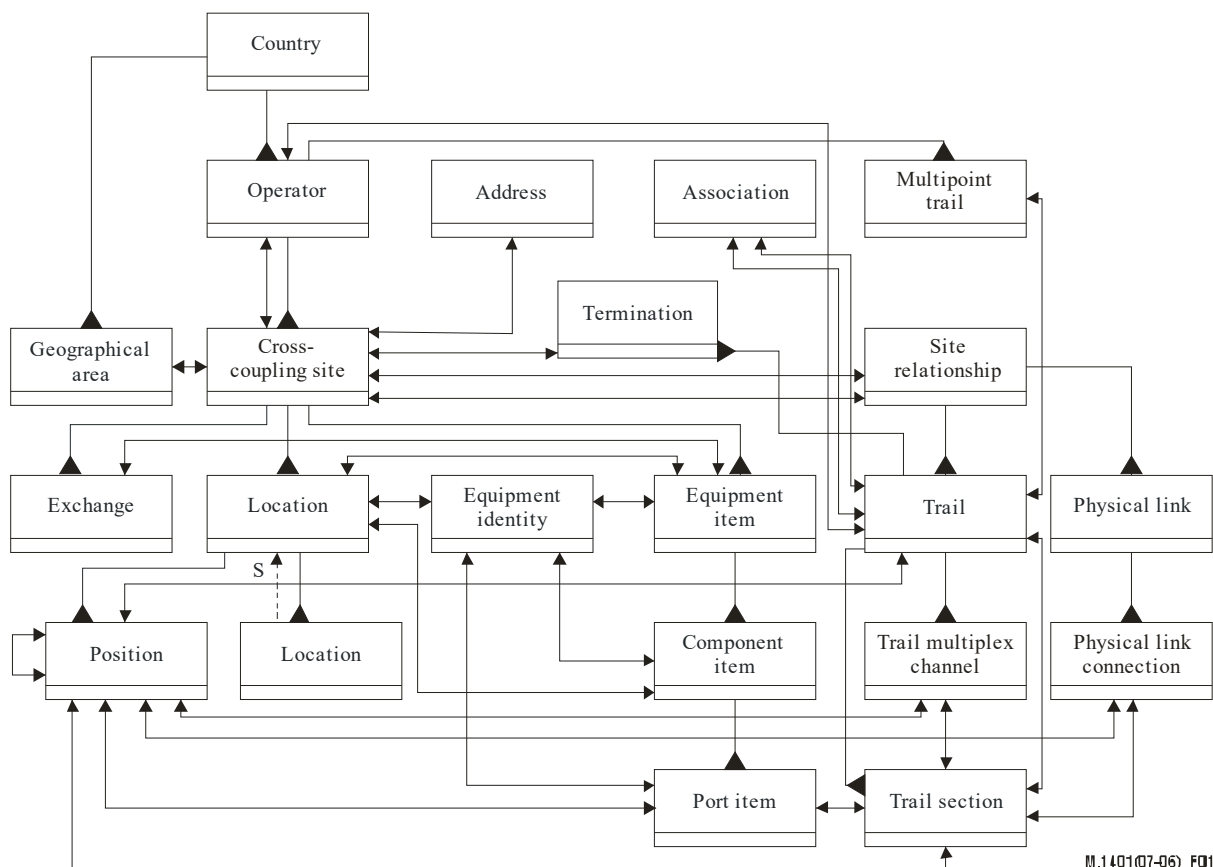 Country
Operator
Address
Association
Multipoint
trail
Termination
Geographical
area
Cross-
coupling site
Site
relationship
Exchange
Location
Equipment
identity
Equipment
item
Trail
Physical link
S
Position
Location
Component
item
Trail multiplex
channel
Physical link
connection
Port item
Trail section
M.1401(07-06)_F01